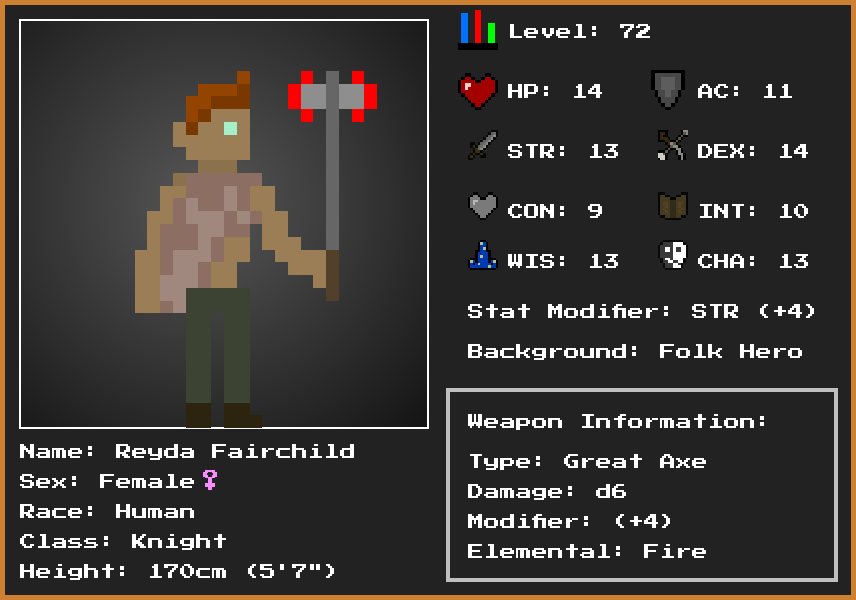 Level: 72
HP: 14
AC: 11
STR: 13
DEX: 14
CON: 9
INT: 10
WIS: 13
CHA: 13
Stat Modifier: STR (+4)
Background: Folk Hero
Name: Reyda Fairchild
Sex: Female♀
Race: Human
Class: Knight
Height: 170cm (5'7")
Weapon Information:
Type: Great Axe
Damage: d6
Modifier: (+4)
Elemental: Fire